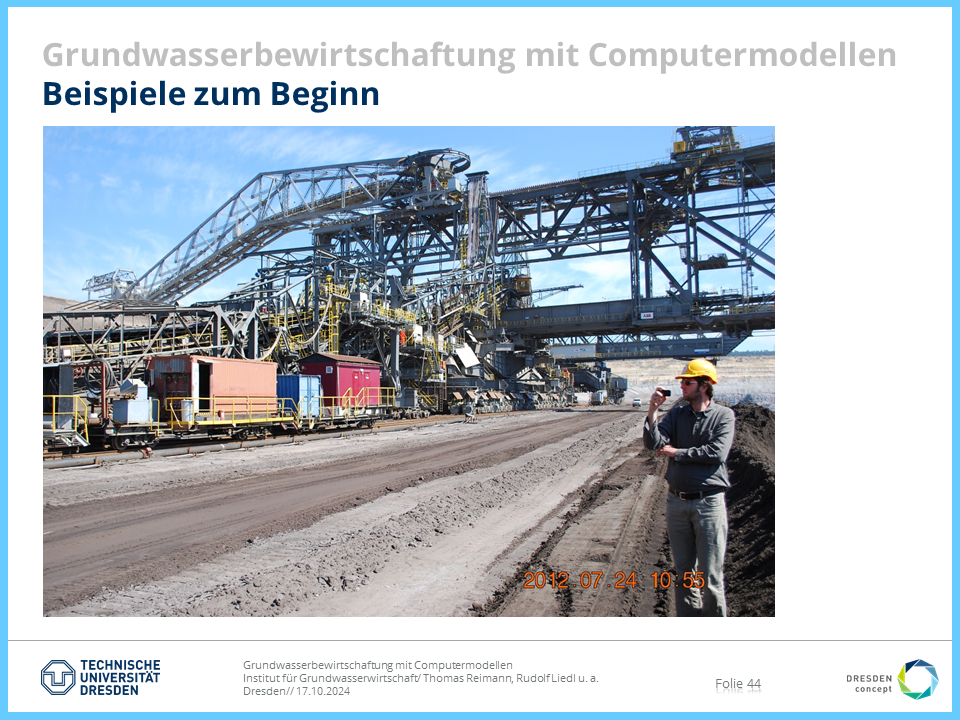 Grundwasserbewirtschaftung mit Computermodellen
Beispiele zum Beginn
2012 07 24 10 55
TECHNISCHE
UNIVERSITÄT
DRESDEN
Grundwasserbewirtschaftung mit Computermodellen
Institut für Grundwasserwirtschaft/ Thomas Reimann, Rudolf Liedl u. a.
Dresden// 17.10.2024
Folie 44
DRESDEN
concept